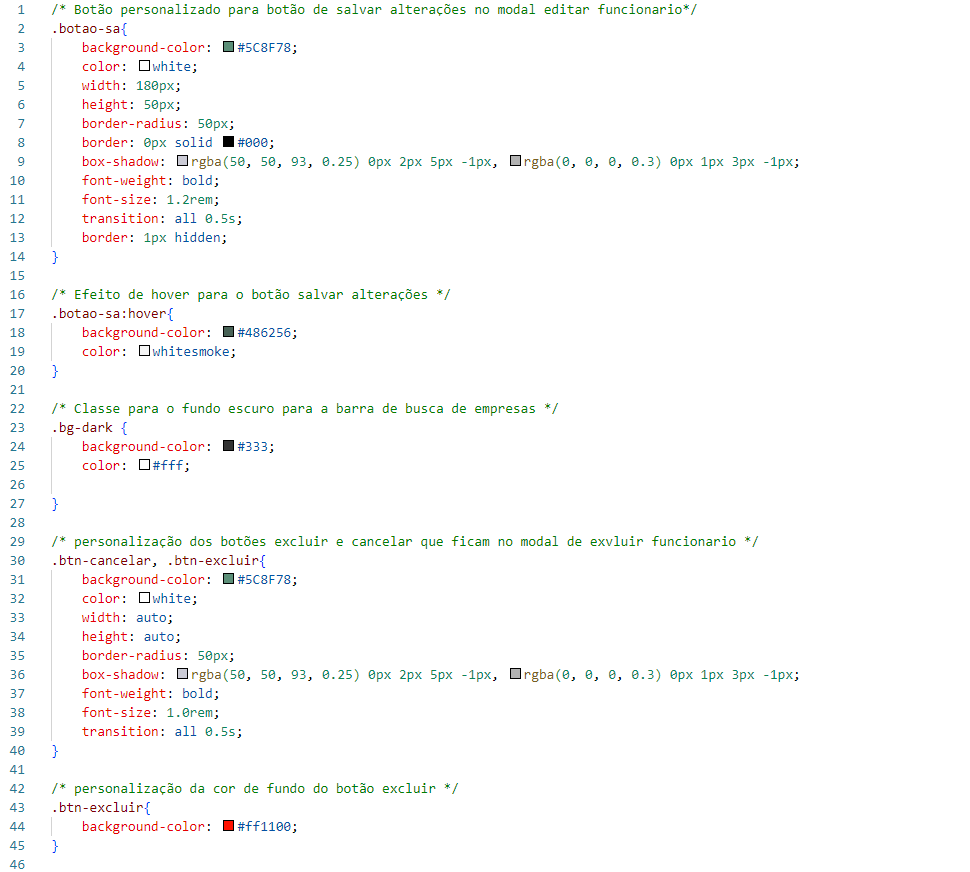 1 /* Botão personalizado para botão de salvar alterações no modal editar funcionario*/
2 .botao-sa{
3 background-color: #5C8F78;
4 color: white;
5 width: 180px;
6 height: 50px;
7 border-radius: 50px;
8 border: 0px solid #000;
9 box-shadow: rgba(50, 50, 93, 0.25) 0px 2px 5px -1px, rgba(0, 0, 0, 0.3) 0px 1px 3px -1px;
10 font-weight: bold;
11 font-size: 1.2rem;
12 transition: all 0.5s;
13 border: 1px hidden;
14 }
15
16 /* Efeito de hover para o botão salvar alterações */
17 .botao-sa:hover{
18 background-color: #486256;
19 color: whitesmoke;
20 }
21
22 /* Classe para o fundo escuro para a barra de busca de empresas */
23 .bg-dark {
24 background-color: #333;
25 color: #fff;
26
27 }
28
29 /* personalização dos botões excluir e cancelar que ficam no modal de exvluir funcionario */
30 .btn-cancelar, .btn-excluir{
31 background-color: #5C8F78;
32 color: white;
33 width: auto;
34 height: auto;
35 border-radius: 50px;
36 box-shadow: rgba(50, 50, 93, 0.25) 0px 2px 5px -1px, rgba(0, 0, 0, 0.3) 0px 1px 3px -1px;
37 font-weight: bold;
38 font-size: 1.0rem;
39 transition: all 0.5s;
40 }
41
42 /* personalização da cor de fundo do botão excluir */
43 .btn-excluir{
44 background-color: #ff1100;
45 }
46